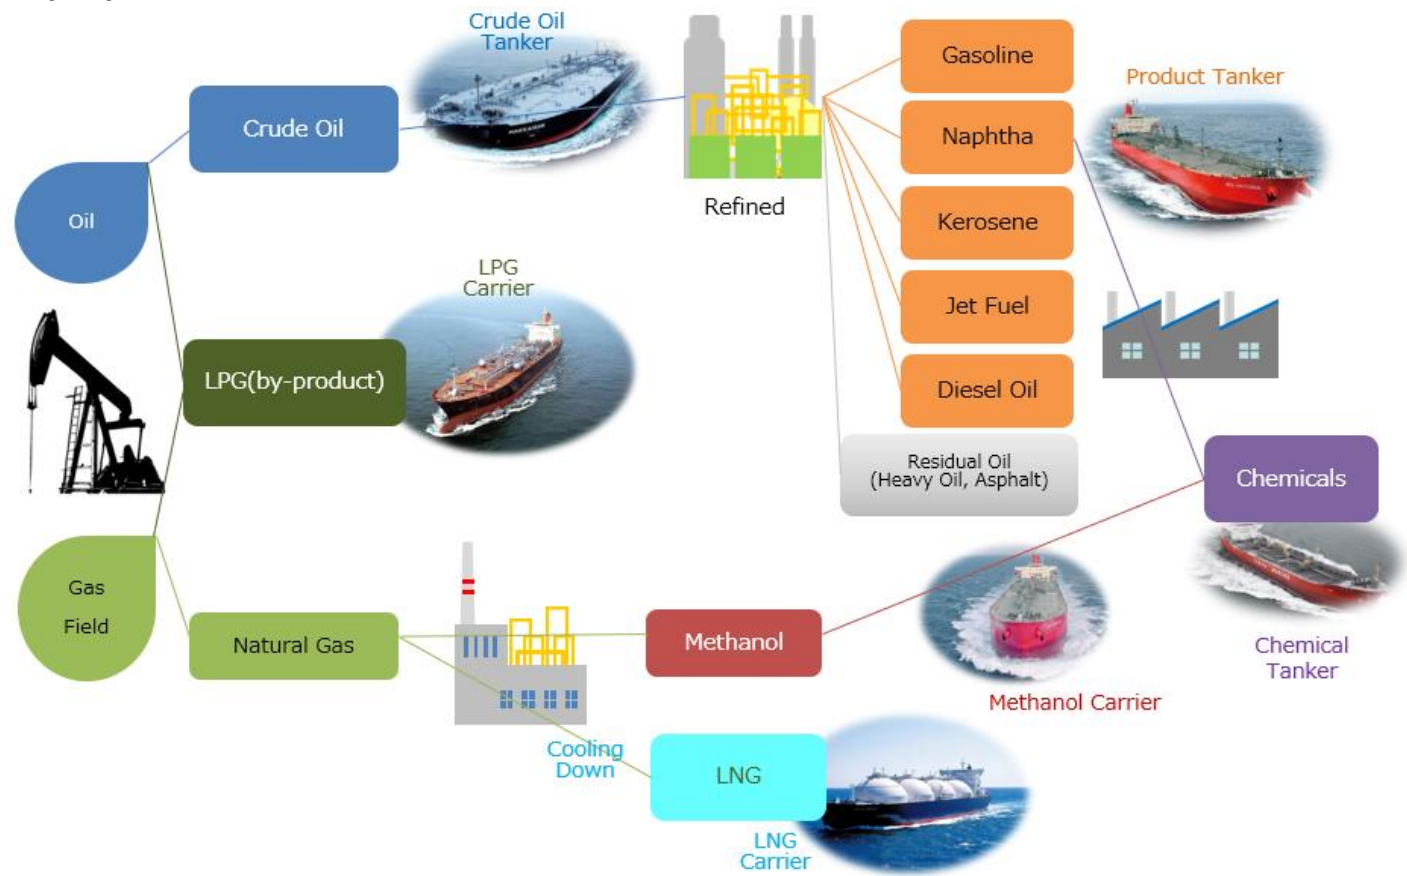 Crude Oil
Tanker
Crude Oil
Oil
Refined
Gasoline
Naphtha
Kerosene
Jet Fuel
Diesel Oil
Residual Oil
(Heavy Oil, Asphalt)
Product Tanker
LPG
Carrier
LPG(by-product)
Chemicals
Chemical
Tanker
Gas
Field
Natural Gas
Methanol
Methanol Carrier
Cooling
Down
LNG
LNG
Carrier